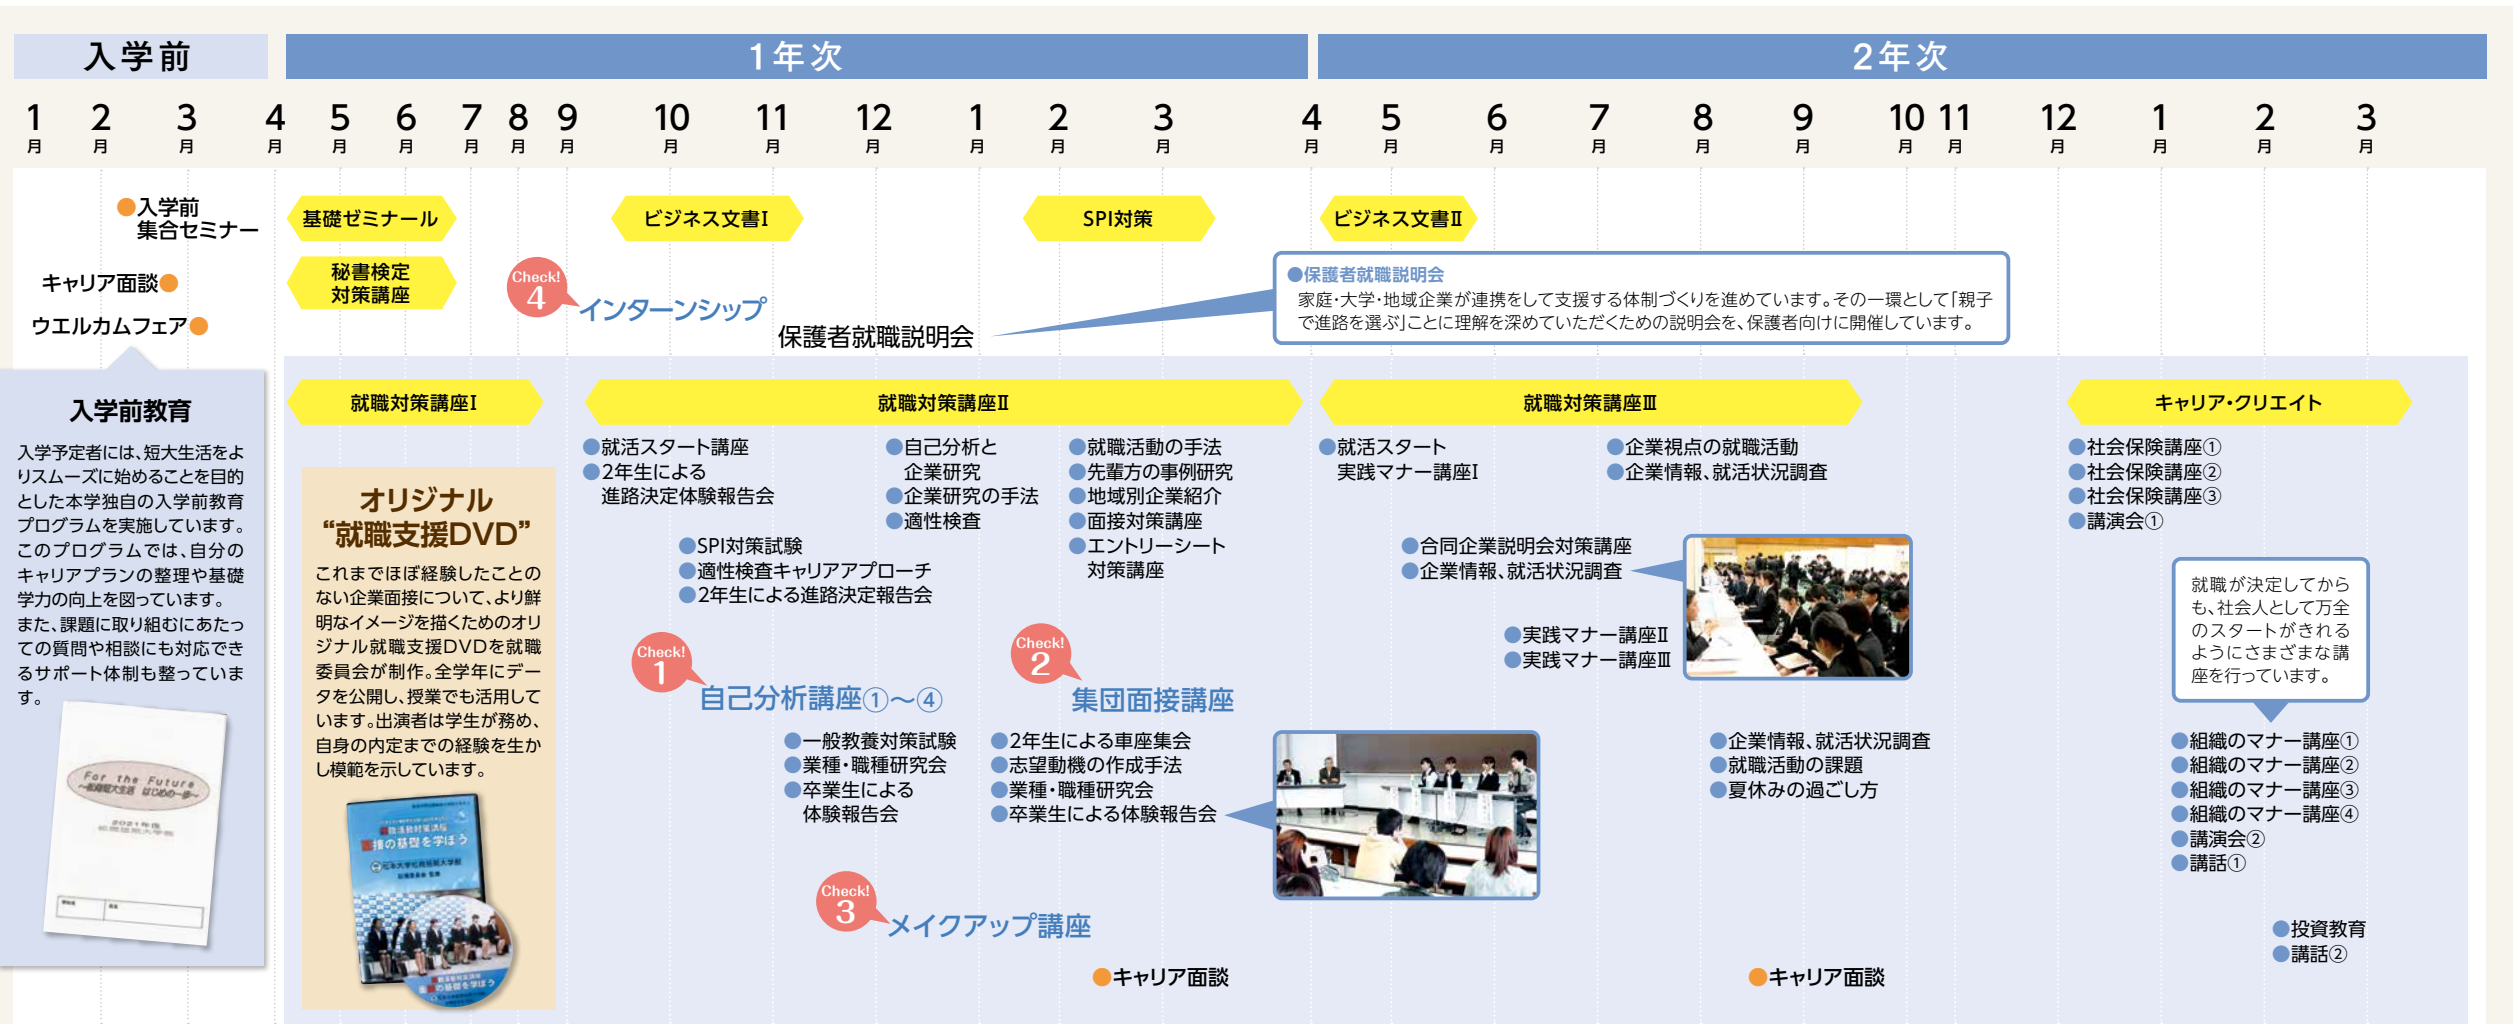 入学前
1年次
2年次
1月 2月 3月 4月 5月 6月 7月 8月 9月 10月 11月 12月 1月 2月 3月 4月 5月 6月 7月 8月 9月 10月 11月 12月 1月 2月 3月
●入学前
集合セミナー
キャリア面談●
ウエルカムフェア●
基礎ゼミナール
秘書検定
対策講座
ビジネス文書Ⅰ
SPI対策
ビジネス文書Ⅱ
Check!
4
インターンシップ
保護者就職説明会
●保護者就職説明会
家庭・大学・地域企業が連携をして支援する体制づくりを進めています。その一環として「親子
で進路を選ぶ」ことに理解を深めていただくための説明会を、保護者向けに開催しています。
入学前教育
入学予定者には、短大生活をよ
りスムーズに始めることを目的
とした本学独自の入学前教育
プログラムを実施しています。
このプログラムでは、自分の
キャリアプランの整理や基礎
学力の向上を図っています。
また、課題に取り組むにあたっ
ての質問や相談にも対応でき
るサポート体制も整っていま
す。
For the Future
2021年度
就職対策講座Ⅰ
オリジナル
“就職支援DVD”
これまでほぼ経験したことの
ない企業面接について、より鮮
明なイメージを描くためのオリ
ジナル就職支援DVDを就職
委員会が制作。全学年にデー
タを公開し、授業でも活用して
います。出演者は学生が務め、
自身の内定までの経験を生か
し模範を示しています。
面接の基礎を学ぼう
松本大学松商短期大学部
面接の基礎を学ぼう
就職対策講座Ⅱ
●就活スタート講座
●2年生による
進路決定体験報告会
●SPI対策試験
●適性検査キャリアアプローチ
●2年生による進路決定報告会
Check!
1
自己分析講座①〜④
●一般教養対策試験
●業種・職種研究会
●卒業生による
体験報告会
Check!
3
メイクアップ講座
●自己分析と
企業研究
●企業研究の手法
●適性検査
●就職活動の手法
●先輩方の事例研究
●地域別企業紹介
●面接対策講座
●エントリーシート
対策講座
Check!
2
集団面接講座
●2年生による車座集会
●志望動機の作成手法
●業種・職種研究会
●卒業生による体験報告会
●キャリア面談
就職対策講座Ⅲ
●就活スタート
実践マナー講座Ⅰ
●合同企業説明会対策講座
●企業情報、就活状況調査
●実践マナー講座Ⅱ
●実践マナー講座Ⅲ
●企業視点の就職活動
●企業情報、就活状況調査
●企業情報、就活状況調査
●就職活動の課題
●夏休みの過ごし方
●キャリア面談
キャリア・クリエイト
●社会保険講座①
●社会保険講座②
●社会保険講座③
●講演会①
就職が決定してから
も、社会人として万全
のスタートがきれる
ようにさまざまな講
座を行っています。
●組織のマナー講座①
●組織のマナー講座②
●組織のマナー講座③
●組織のマナー講座④
●講演会②
●講話①
●投資教育
●講話②